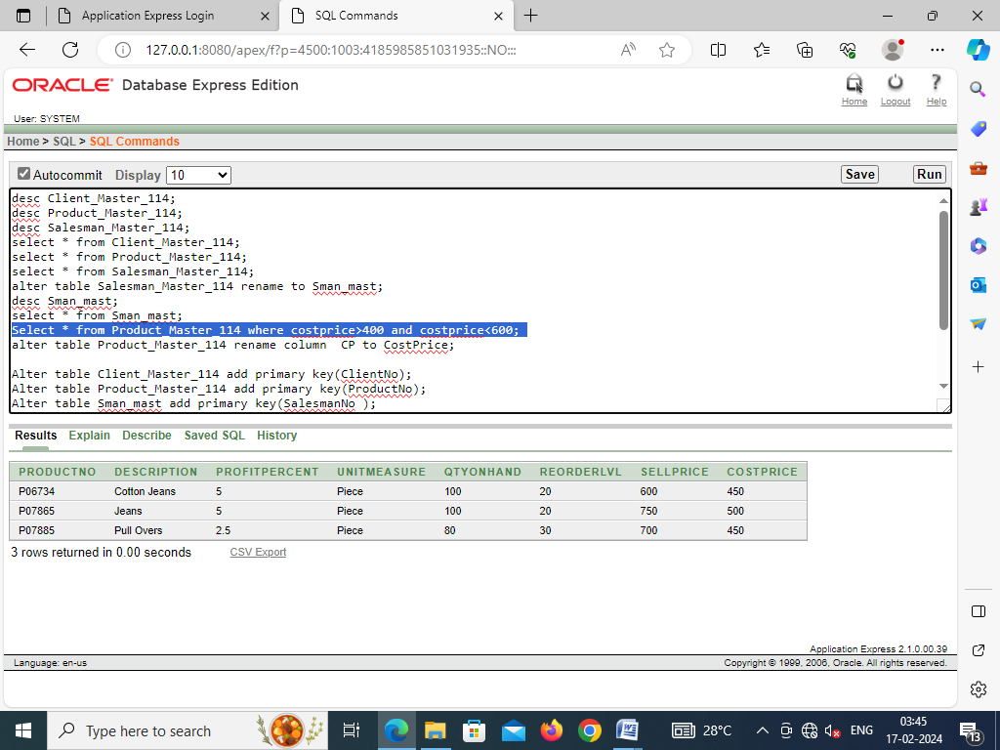 Application Express Login
SQL Commands
127.0.0.1:8080/apex/f?p=4500:1003:4185985851031935::NO:::
ORACLE® Database Express Edition
Home
Logout
Help
User: SYSTEM
Home > SQL > SQL Commands
Autocommit Display 10
Save
Run
desc Client_Master_114;
desc Product_Master_114;
desc Salesman_Master_114;
select * from Client_Master_114;
select * from Product_Master_114;
select * from Salesman_Master_114;
alter table Salesman_Master_114 rename to Sman_mast;
desc Sman_mast;
select * from Sman_mast;
Select * from Product_Master_114 where costprice>400 and costprice<600;
alter table Product_Master_114 rename column  CP to CostPrice;
Alter table Client_Master_114 add primary key(ClientNo);
Alter table Product_Master_114 add primary key(ProductNo);
Alter table Sman_mast add primary key(SalesmanNo );
Results Explain Describe Saved SQL History
PRODUCTNO DESCRIPTION PROFITPERCENT UNITMEASURE QTYONHAND REORDERLVL SELLPRICE COSTPRICE
P06734 Cotton Jeans 5 Piece 100 20 600 450
P07865 Jeans 5 Piece 100 20 750 500
P07885 Pull Overs 2.5 Piece 80 30 700 450
3 rows returned in 0.00 seconds CSV Export
Application Express 2.1.0.00.39
Language: en-us Copyright © 1999, 2006, Oracle. All rights reserved.
Type here to search
28°C
ENG
03:45
17-02-2024
13